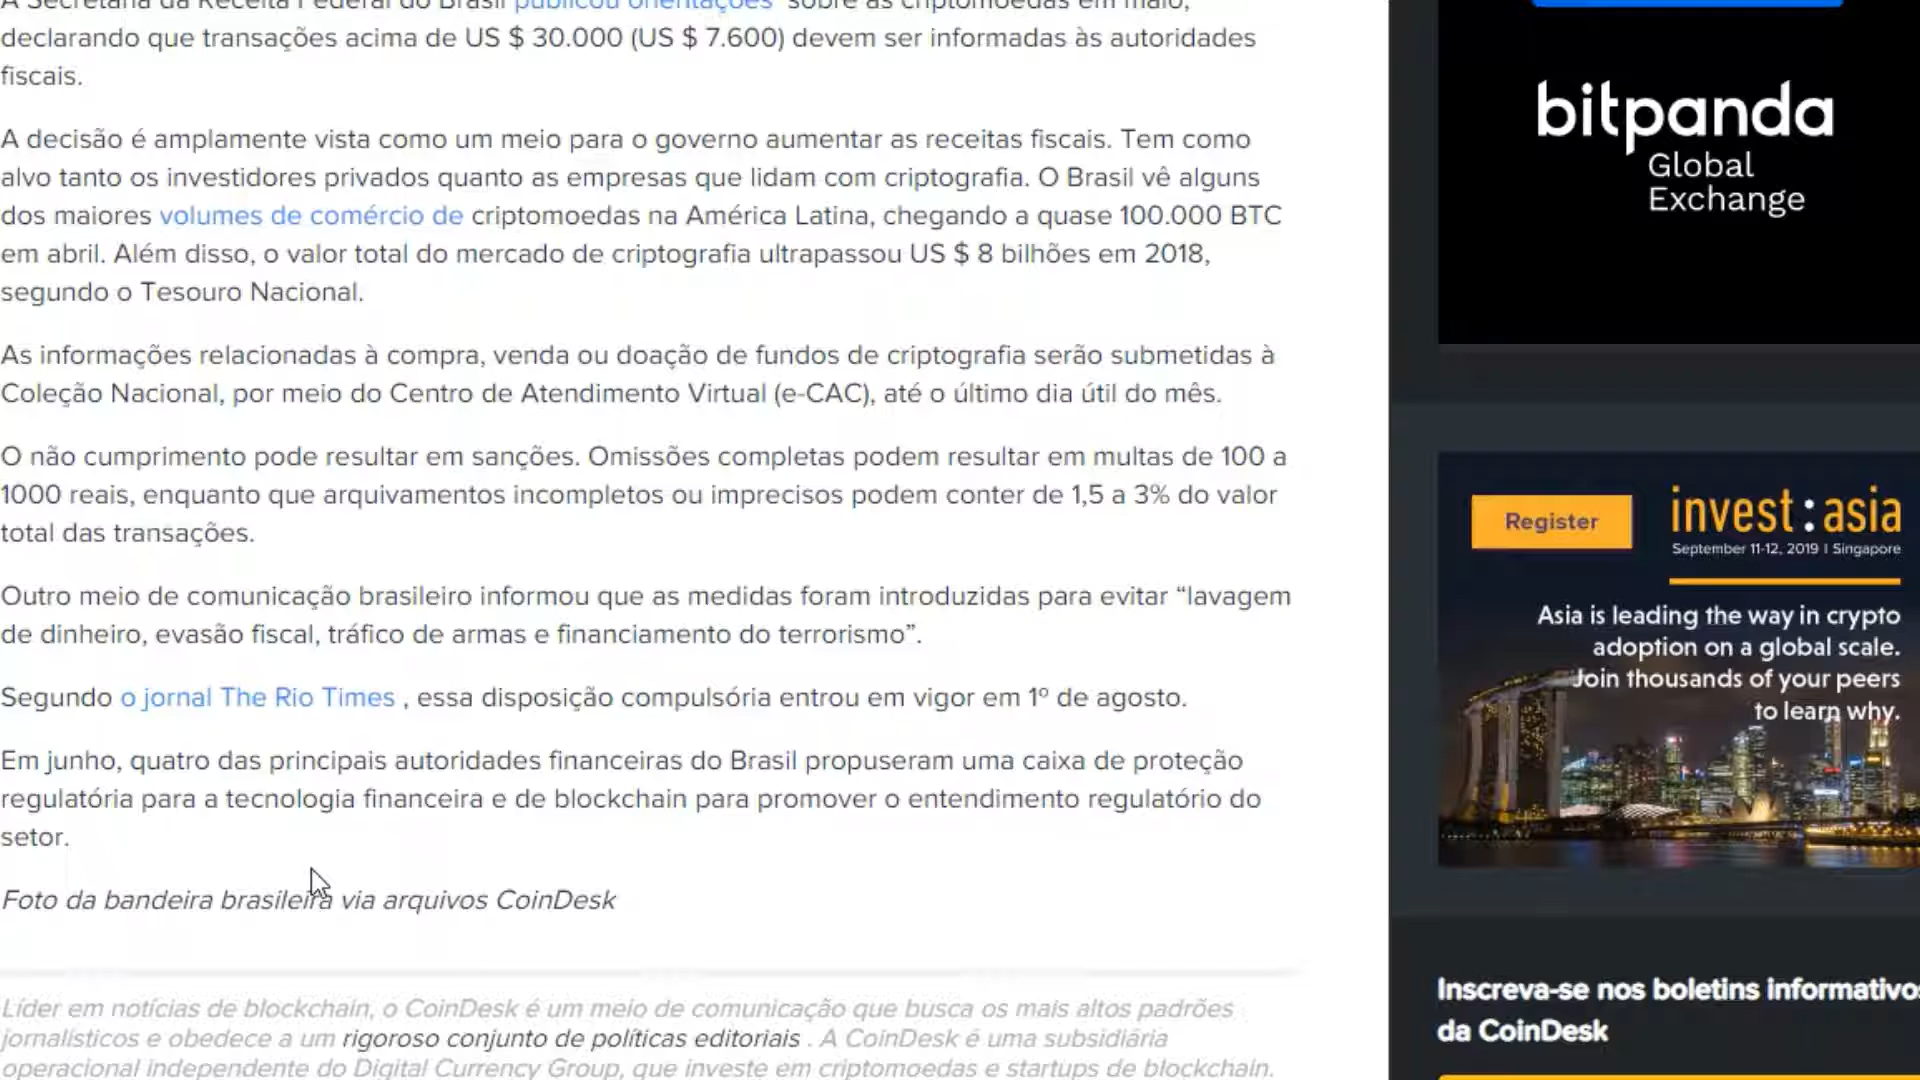 A Secretaria da Receita Federal do Brasil publicou orientações sobre as criptomoedas em maio,
declarando que transações acima de US $ 30.000 (US $ 7.600) devem ser informadas às autoridades
fiscais.
A decisão é amplamente vista como um meio para o governo aumentar as receitas fiscais. Tem como
alvo tanto os investidores privados quanto as empresas que lidam com criptografia. O Brasil vê alguns
dos maiores volumes de comércio de criptomoedas na América Latina, chegando a quase 100.000 BTC
em abril. Além disso, o valor total do mercado de criptografia ultrapassou US $ 8 bilhões em 2018,
segundo o Tesouro Nacional.
As informações relacionadas à compra, venda ou doação de fundos de criptografia serão submetidas à
Coleção Nacional, por meio do Centro de Atendimento Virtual (e-CAC), até o último dia útil do mês.
O não cumprimento pode resultar em sanções. Omissões completas podem resultar em multas de 100 a
1000 reais, enquanto que arquivamentos incompletos ou imprecisos podem conter de 1,5 a 3% do valor
total das transações.
Outro meio de comunicação brasileiro informou que as medidas foram introduzidas para evitar “lavagem
de dinheiro, evasão fiscal, tráfico de armas e financiamento do terrorismo”.
Segundo o jornal The Rio Times , essa disposição compulsória entrou em vigor em 1º de agosto.
Em junho, quatro das principais autoridades financeiras do Brasil propuseram uma caixa de proteção
regulatória para a tecnologia financeira e de blockchain para promover o entendimento regulatório do
setor.
Foto da bandeira brasileira via arquivos CoinDesk
Líder em notícias de blockchain, o CoinDesk é um meio de comunicação que busca os mais altos padrões
jornalísticos e obedece a um rigoroso conjunto de políticas editoriais . A CoinDesk é uma subsidiária
operacional independente do Digital Currency Group, que investe em criptomoedas e startups de blockchain.
bitpanda
Global
Exchange
Register
invest:asia
September 11-12, 2019 | Singapore
Asia is leading the way in crypto
adoption on a global scale.
Join thousands of your peers
to learn why.
Inscreva-se nos boletins informativos
da CoinDesk